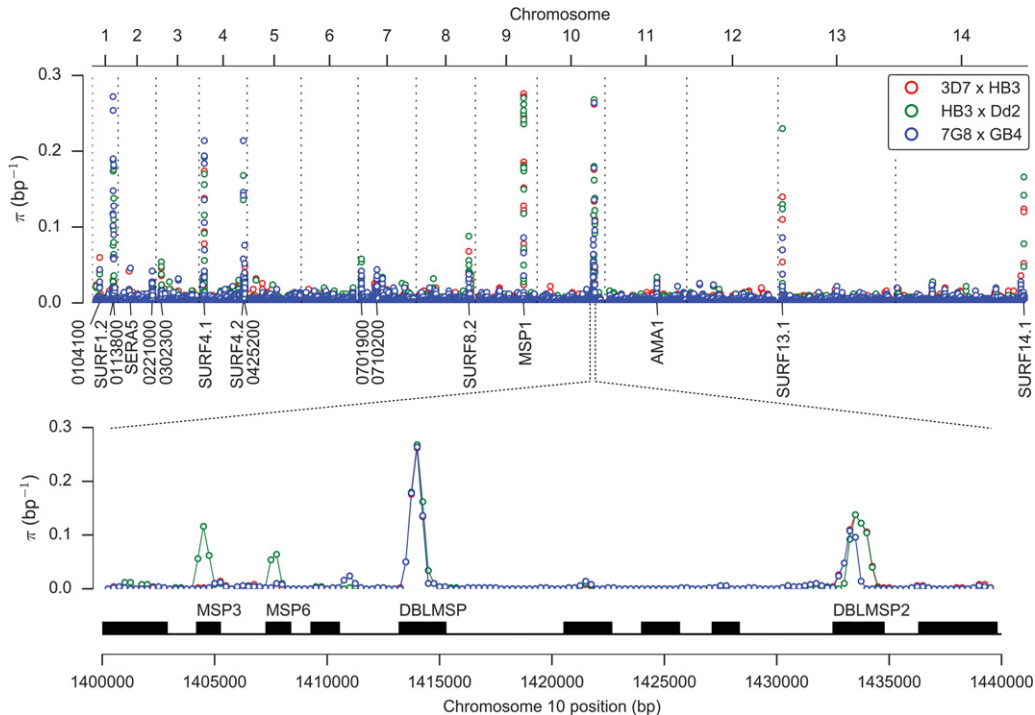 Chromosome
1 2 3 4 5 6 7 8 9 10 11 12 13 14
0.3
0.2
0.1
0.0
π (bp⁻¹)
3D7 x HB3
HB3 x Dd2
7G8 x GB4
0104100
SURF1.2
0113800
SERA5
0221000
0302300
SURF4.1
SURF4.2
0425200
0701900
0710200
SURF8.2
MSP1
AMA1
SURF13.1
SURF14.1
0.3
0.2
0.1
0.0
π (bp⁻¹)
MSP3 MSP6 DBLMSP DBLMSP2
1400000 1405000 1410000 1415000 1420000 1425000 1430000 1435000 1440000
Chromosome 10 position (bp)